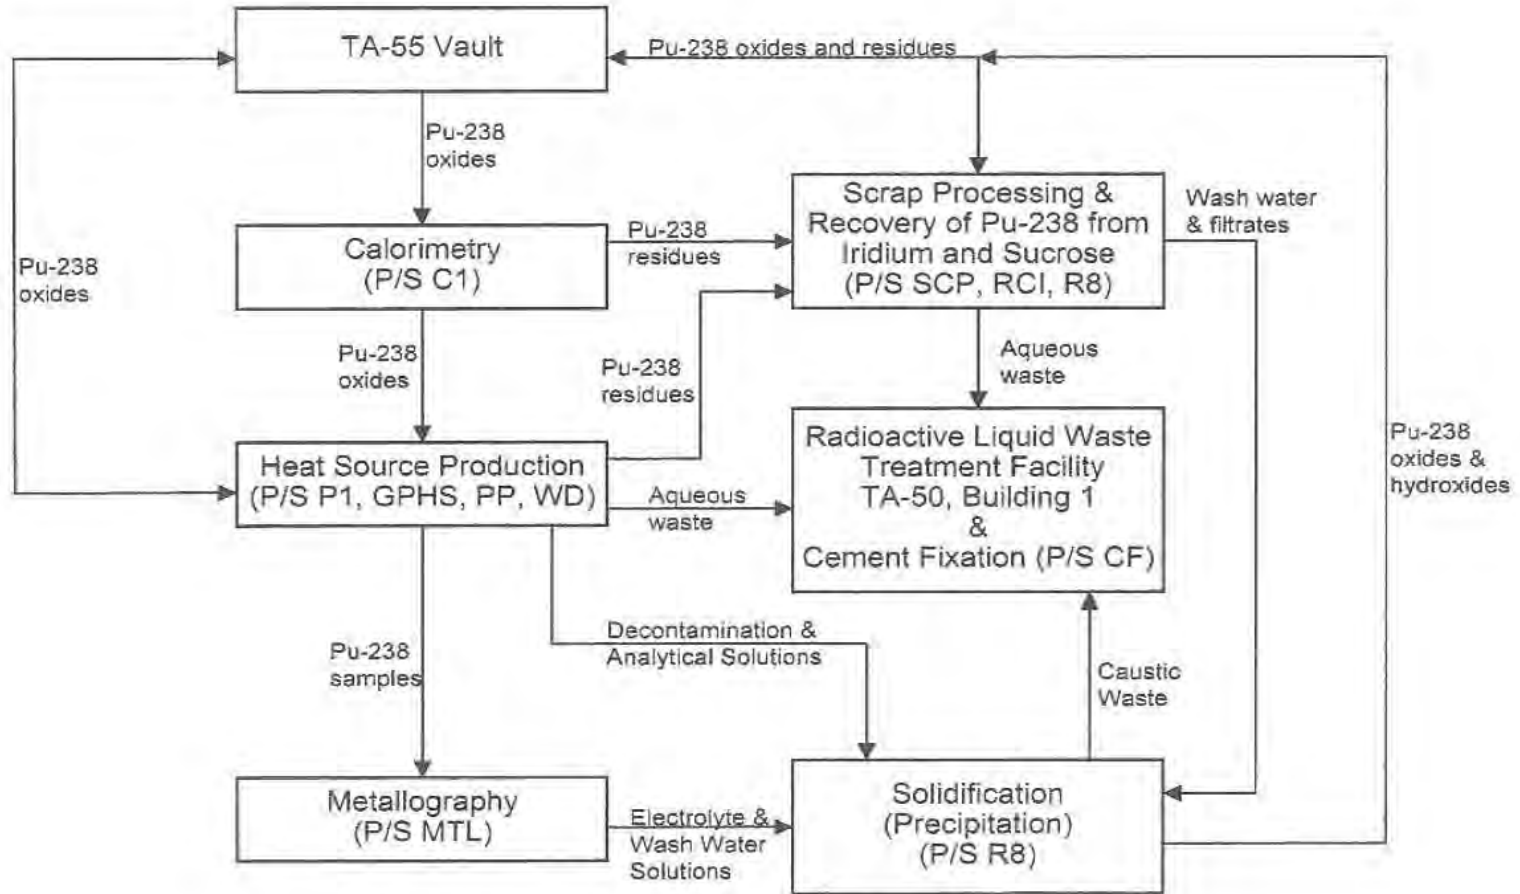 TA-55 Vault
Pu-238 oxides and residues
Pu-238
oxides
Scrap Processing &
Recovery of Pu-238 from
Iridium and Sucrose
(P/S SCP, RCI, R8)
Wash water
& filtrates
Calorimetry
(P/S C1)
Pu-238
residues
Pu-238
oxides
Pu-238
oxides
Pu-238
residues
Aqueous
waste
Heat Source Production
(P/S P1, GPHS, PP, WD)
Aqueous
waste
Radioactive Liquid Waste
Treatment Facility
TA-50, Building 1
&
Cement Fixation (P/S CF)
Pu-238
oxides &
hydroxides
Decontamination &
Analytical Solutions
Pu-238
samples
Caustic
Waste
Metallography
(P/S MTL)
Electrolyte &
Wash Water
Solutions
Solidification
(Precipitation)
(P/S R8)